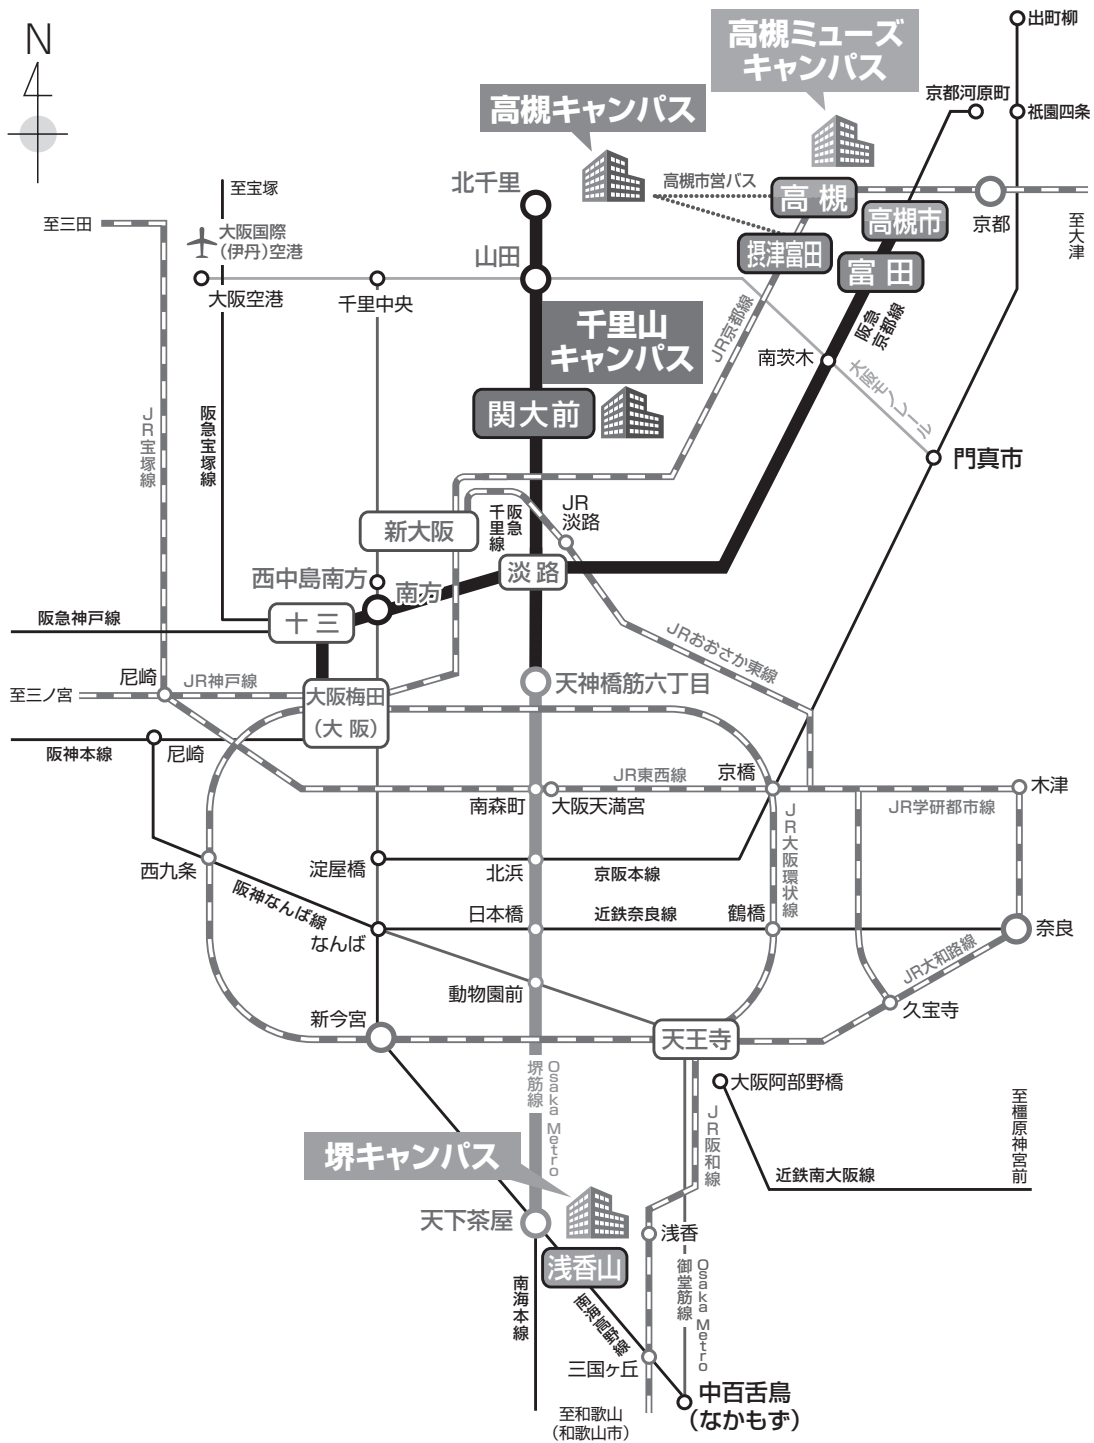 N
高槻ミューズ
キャンパス
出町柳
京都河原町
祇園四条
高槻キャンパス
北千里
高槻市営バス
高槻
高槻市
京都
至大津
至宝塚
至三田
大阪国際
(伊丹)空港
山田
摂津富田
富田
大阪空港
千里中央
千里山
キャンパス
JR京都線
阪急
京都線
南茨木
大阪モノレール
関大前
門真市
JR宝塚線
阪急宝塚線
新大阪
阪急
千里線
JR
淡路
淡路
西中島南方
南方
阪急神戸線
十三
JRおおさか東線
尼崎
JR神戸線
至三ノ宮
大阪梅田
(大阪)
天神橋筋六丁目
阪神本線
尼崎
JR東西線
京橋
木津
南森町
大阪天満宮
JR学研都市線
JR大阪環状線
西九条
淀屋橋
北浜
京阪本線
阪神なんば線
日本橋
近鉄奈良線
鶴橋
なんば
奈良
JR大和路線
動物園前
久宝寺
新今宮
天王寺
Osaka Metro
堺筋線
大阪阿部野橋
JR阪和線
至橿原神宮前
近鉄南大阪線
堺キャンパス
天下茶屋
浅香
浅香山
Osaka Metro
御堂筋線
南海本線
南海高野線
三国ヶ丘
中百舌鳥
(なかもず)
至和歌山
(和歌山市)